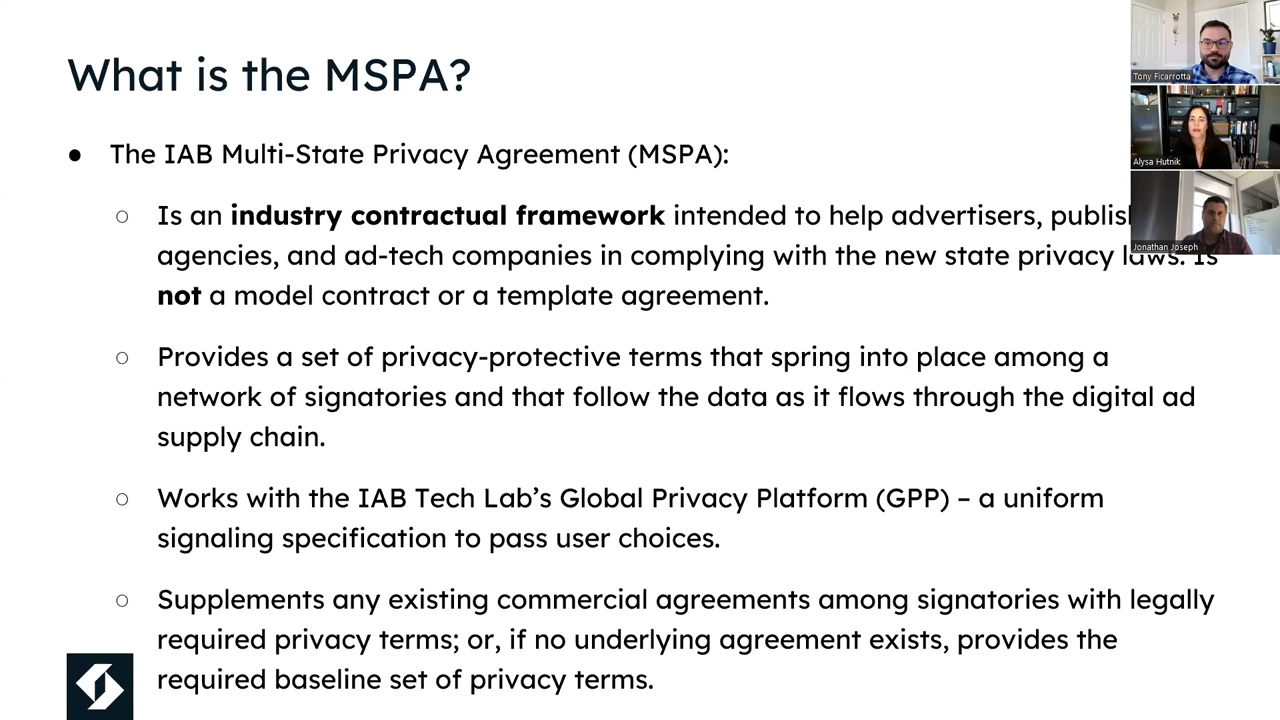 What is the MSPA?
● The IAB Multi-State Privacy Agreement (MSPA):
○ Is an industry contractual framework intended to help advertisers,
agencies, and ad-tech companies in complying with the new state privacy laws. Is
not a model contract or a template agreement.
○ Provides a set of privacy-protective terms that spring into place among a
network of signatories and that follow the data as it flows through the digital ad
supply chain.
○ Works with the IAB Tech Lab’s Global Privacy Platform (GPP) – a uniform
signaling specification to pass user choices.
○ Supplements any existing commercial agreements among signatories with legally
required privacy terms; or, if no underlying agreement exists, provides the
required baseline set of privacy terms.
Tony Ficarrotta
Alysa Hutnik
Jonathan Joseph